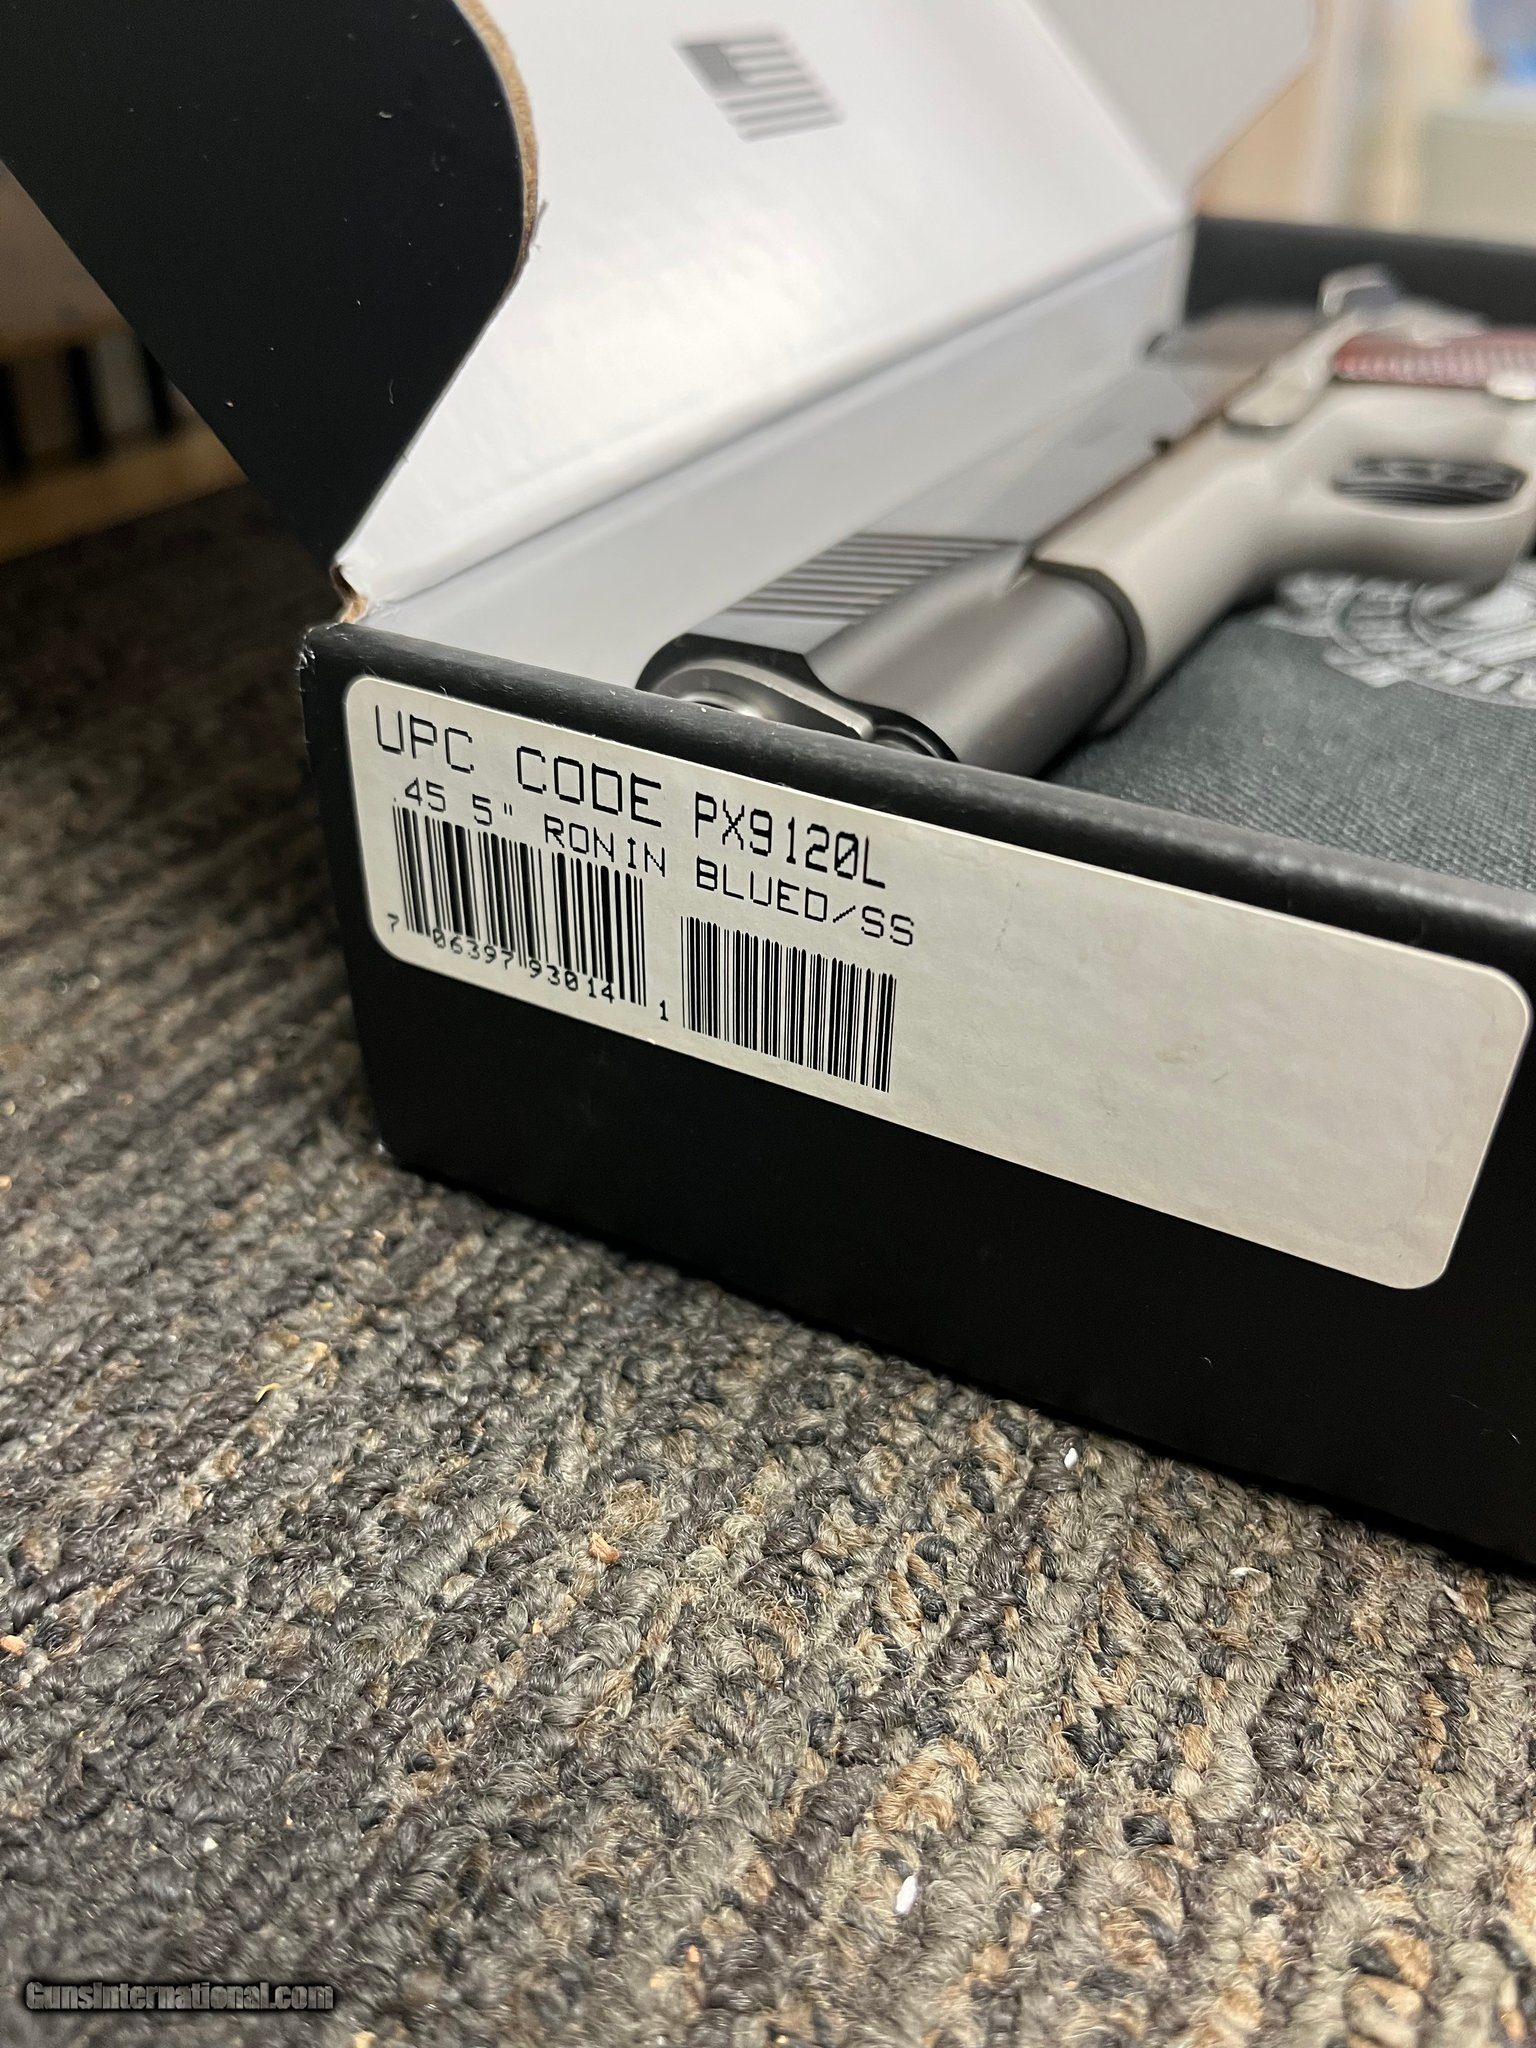 UPC CODE PX9120L
.45 5" RONIN BLUED/SS
7 06397 93014 1
GunsInternational.com